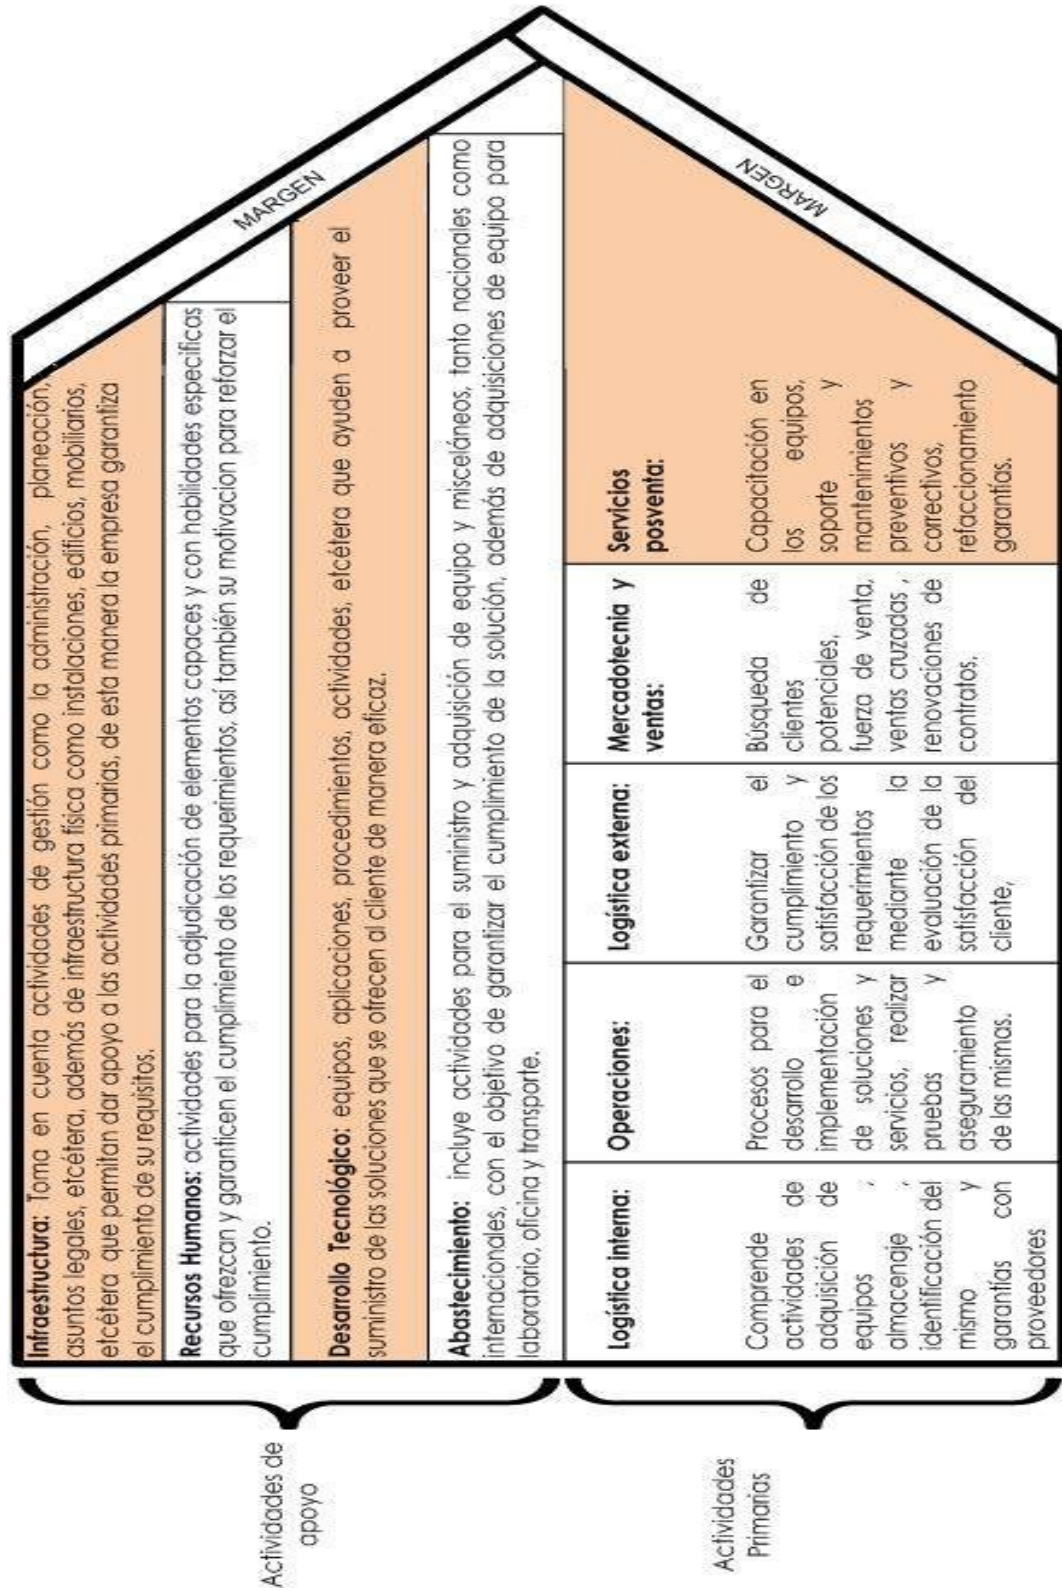 Actividades de
apoyo
Infraestructura: Toma en cuenta actividades de gestión como la administración, planeación,
asuntos legales, etcétera, además de infraestructura física como instalaciones, edificios, mobiliarios,
etcétera que permitan dar apoyo a las actividades primarias, de esta manera la empresa garantiza
el cumplimiento de su requisitos.
Recursos Humanos: actividades para la adjudicación de elementos capaces y con habilidades especificas
que ofrezcan y garanticen el cumplimiento de los requerimientos, así también su motivacion para reforzar el
cumplimiento.
Desarrollo Tecnológico: equipos, aplicaciones, procedimientos, actividades, etcétera que ayuden a proveer el
suministro de las soluciones que se ofrecen al cliente de manera eficaz.
Abastecimiento: incluye actividades para el suministro y adquisición de equipo y misceláneos, tanto nacionales como
internacionales, con el objetivo de garantizar el cumplimiento de la solución, además de adquisiciones de equipo para
laboratorio, oficina y transporte.
MARGEN
Actividades
Primarias
Logística interna:
Comprende
actividades de
adquisición de
equipos ,
almacenaje ,
identificación del
mismo y
garantías con
proveedores
Operaciones:
Procesos para el
desarrollo e
implementación
de soluciones y
servicios, realizar
pruebas y
aseguramiento
de las mismas.
Logística externa:
Garantizar el
cumplimiento y
satisfacción de los
requerimientos
mediante la
evaluación de la
satisfacción del
cliente,
Mercadotecnia y
ventas:
Búsqueda de
clientes
potenciales,
fuerza de venta,
ventas cruzadas ,
renovaciones de
contratos,
Servicios
posventa:
Capacitación en
los equipos,
soporte y
mantenimientos
preventivos y
correctivos,
refaccionamiento
garantías.
MARGEN